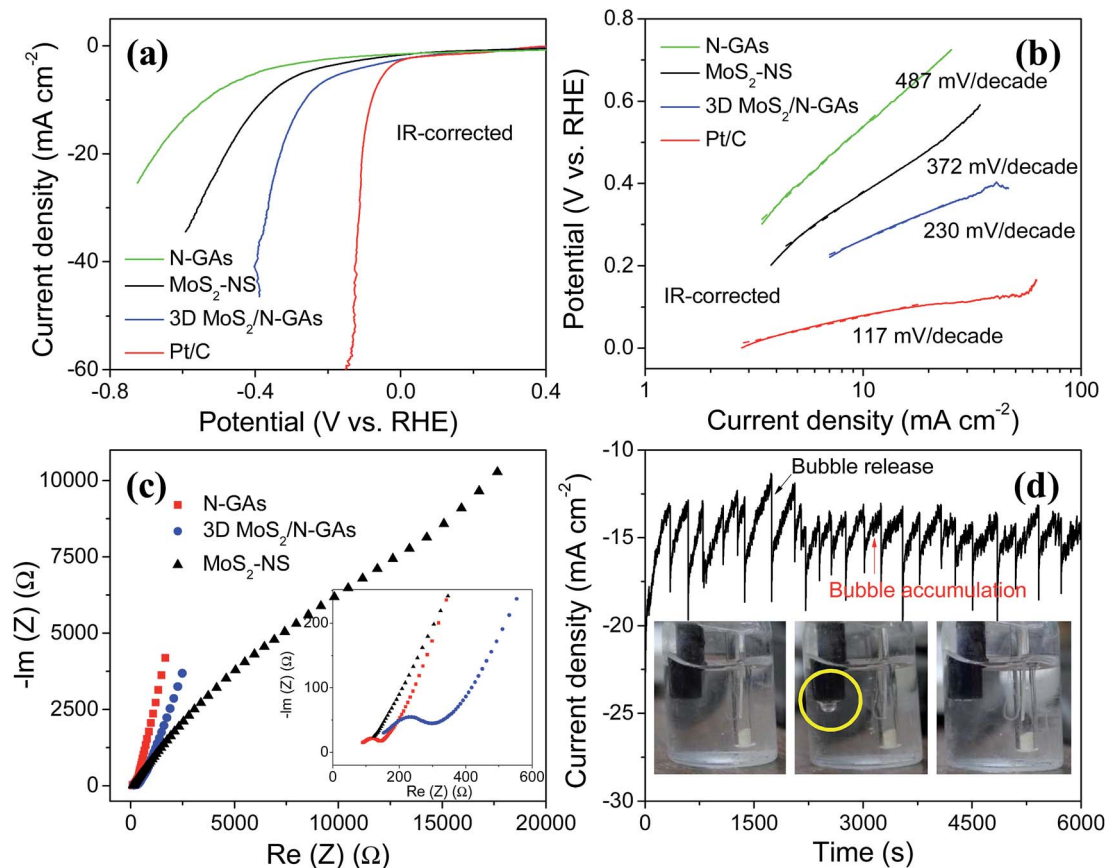 (a)
IR-corrected
N-GAs
MoS₂-NS
3D MoS₂/N-GAs
Pt/C
Current density (mA cm⁻²)
0
-20
-40
-60
-0.8
-0.4
0.0
0.4
Potential (V vs. RHE)
(b)
N-GAs
MoS₂-NS
3D MoS₂/N-GAs
Pt/C
487 mV/decade
372 mV/decade
230 mV/decade
117 mV/decade
IR-corrected
Potential (V vs. RHE)
0.8
0.6
0.4
0.2
0.0
1
10
100
Current density (mA cm⁻²)
(c)
N-GAs
3D MoS₂/N-GAs
MoS₂-NS
-Im (Z) (Ω)
10000
7500
5000
2500
0
0
5000
10000
15000
20000
Re (Z) (Ω)
-Im (Z) (Ω)
200
100
0
0
200
400
600
Re (Z) (Ω)
(d)
Bubble release
Bubble accumulation
Current density (mA cm⁻²)
-10
-15
-20
-25
-30
0
1500
3000
4500
6000
Time (s)